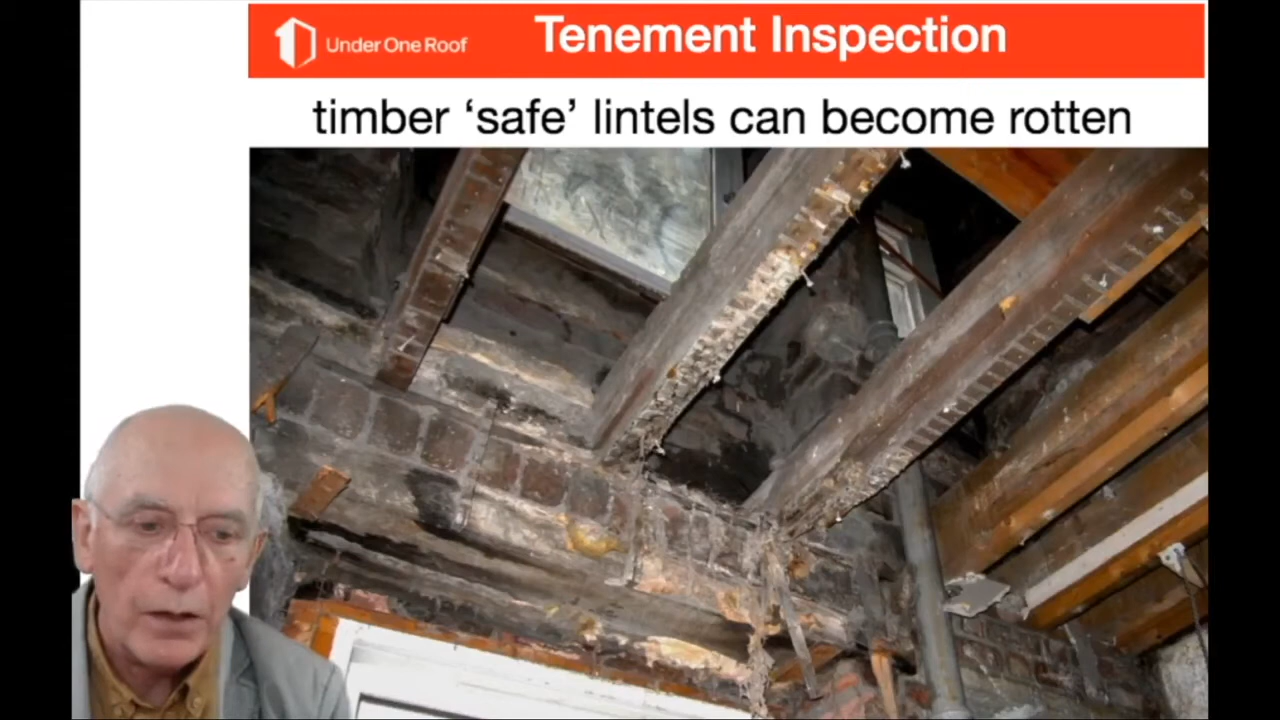 Under One Roof
Tenement Inspection
timber ‘safe’ lintels can become rotten